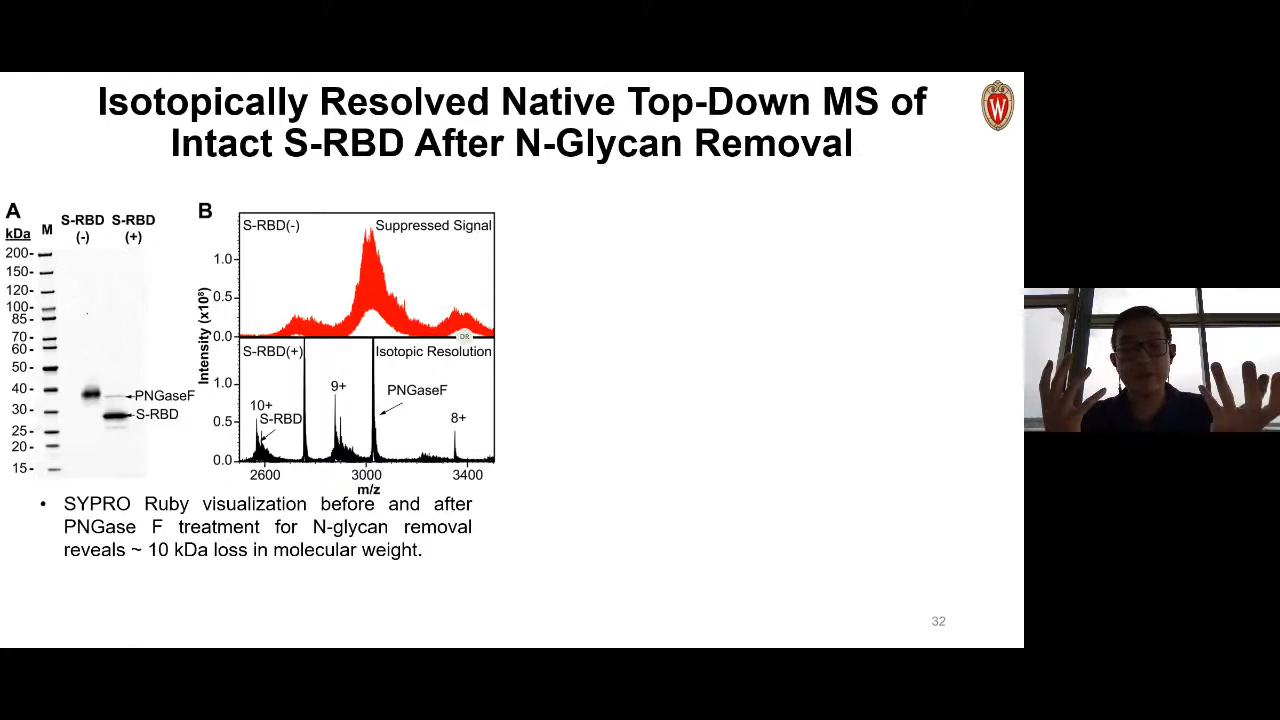 Isotopically Resolved Native Top-Down MS of
Intact S-RBD After N-Glycan Removal
W
A
S-RBD
(-)
S-RBD
(+)
kDa
M
200-
150-
120-
100-
85-
70-
60-
50-
40-
30-
25-
20-
15-
PNGaseF
S-RBD
B
S-RBD(-)
Suppressed Signal
1.0
0.5
0.0
DR
Intensity (x10⁸)
S-RBD(+)
Isotopic Resolution
1.0
0.5
0.0
10+
S-RBD
9+
PNGaseF
8+
2600
3000
3400
m/z
• SYPRO Ruby visualization before and after
PNGase F treatment for N-glycan removal
reveals ~ 10 kDa loss in molecular weight.
32